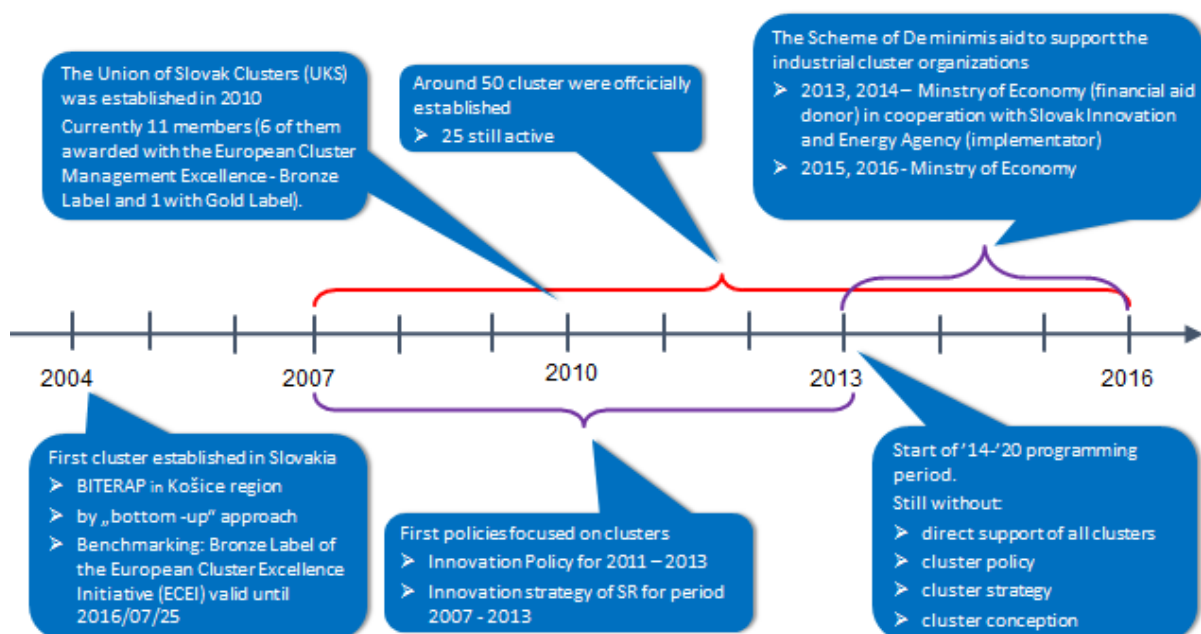 The Union of Slovak Clusters (UKS)
was established in 2010
Currently 11 members (6 of them
awarded with the European Cluster
Management Excellence - Bronze
Label and 1 with Gold Label).
Around 50 cluster were offcicially
established
➢ 25 still active
The Scheme of De minimis aid to support the
industrial cluster organizations
➢ 2013, 2014 – Minstry of Economy (financial aid
donor) in cooperation with Slovak Innovation
and Energy Agency (implementator)
➢ 2015, 2016 - Minstry of Economy
2004
2007
2010
2013
2016
First cluster established in Slovakia
➢ BITERAP in Košice region
➢ by „bottom -up“ approach
➢ Benchmarking: Bronze Label of
the European Cluster Excellence
Initiative (ECEI) valid until
2016/07/25
First policies focused on clusters
➢ Innovation Policy for 2011 – 2013
➢ Innovation strategy of SR for period
2007 - 2013
Start of ’14-’20 programming
period.
Still without:
➢ direct support of all clusters
➢ cluster policy
➢ cluster strategy
➢ cluster conception